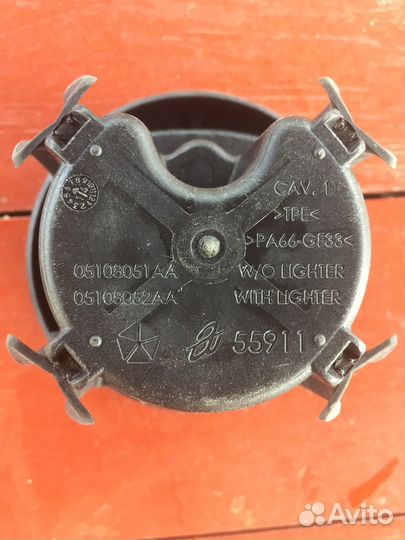 CAV. 1
>TPE<
>PA66-GF33<
05108051AA W/O LIGHTER
05108052AA WITH LIGHTER
55911
Avito